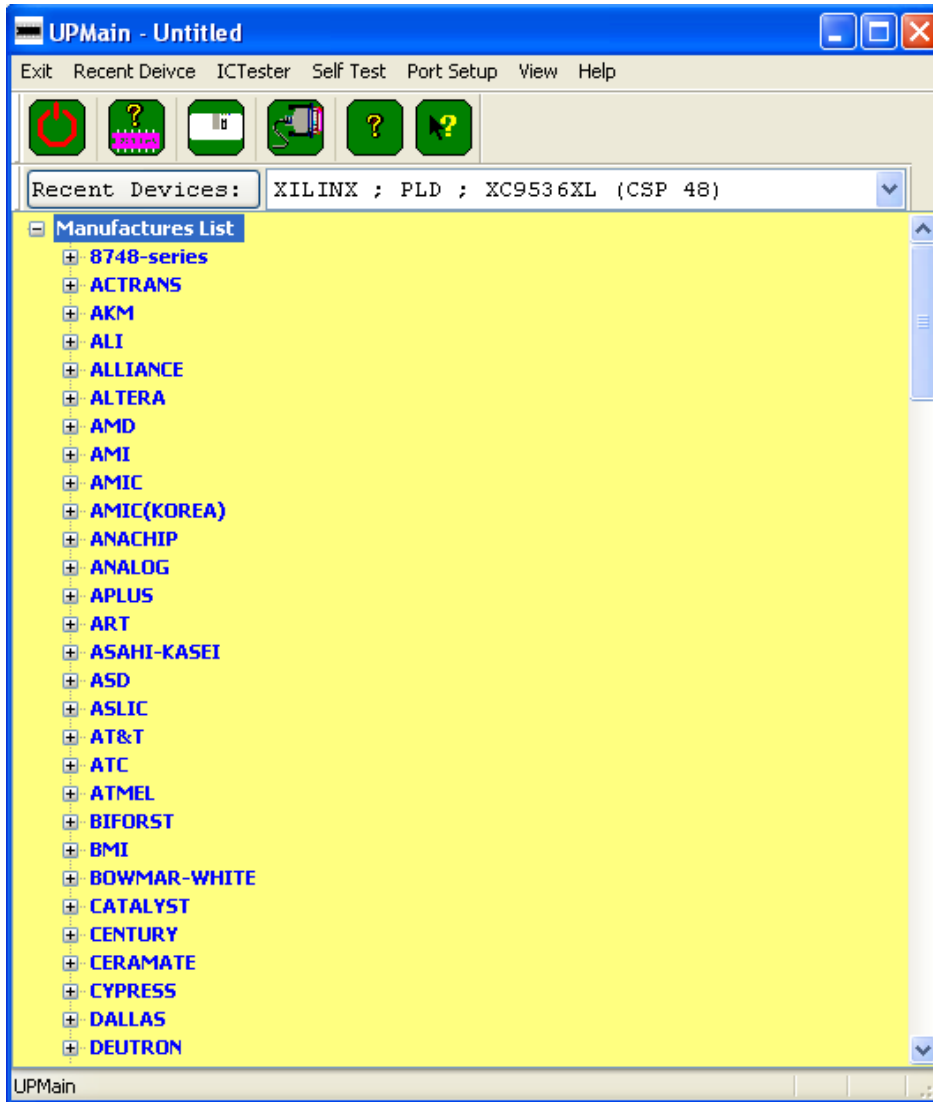 UPMain - Untitled
Exit Recent Deivce ICTester Self Test Port Setup View Help
? ? ?
Recent Devices: XILINX ; PLD ; XC9536XL (CSP 48)
Manufactures List
8748-series
ACTRANS
AKM
ALI
ALLIANCE
ALTERA
AMD
AMI
AMIC
AMIC(KOREA)
ANACHIP
ANALOG
APLUS
ART
ASAHI-KASEI
ASD
ASLIC
AT&T
ATC
ATMEL
BIFORST
BMI
BOWMAR-WHITE
CATALYST
CENTURY
CERAMATE
CYPRESS
DALLAS
DEUTRON
UPMain